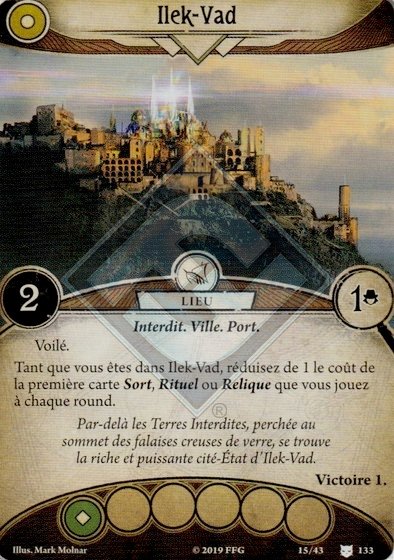 Ilek-Vad
2
LIEU
1
Interdit. Ville. Port.
Voilé.
Tant que vous êtes dans Ilek-Vad, réduisez de 1 le coût de
la première carte Sort, Rituel ou Relique que vous jouez
à chaque round.
®
Par-delà les Terres Interdites, perchée au
sommet des falaises creuses de verre, se trouve
la riche et puissante cité-État d'Ilek-Vad.
Victoire 1.
Illus. Mark Molnar © 2019 FFG 15/43 133